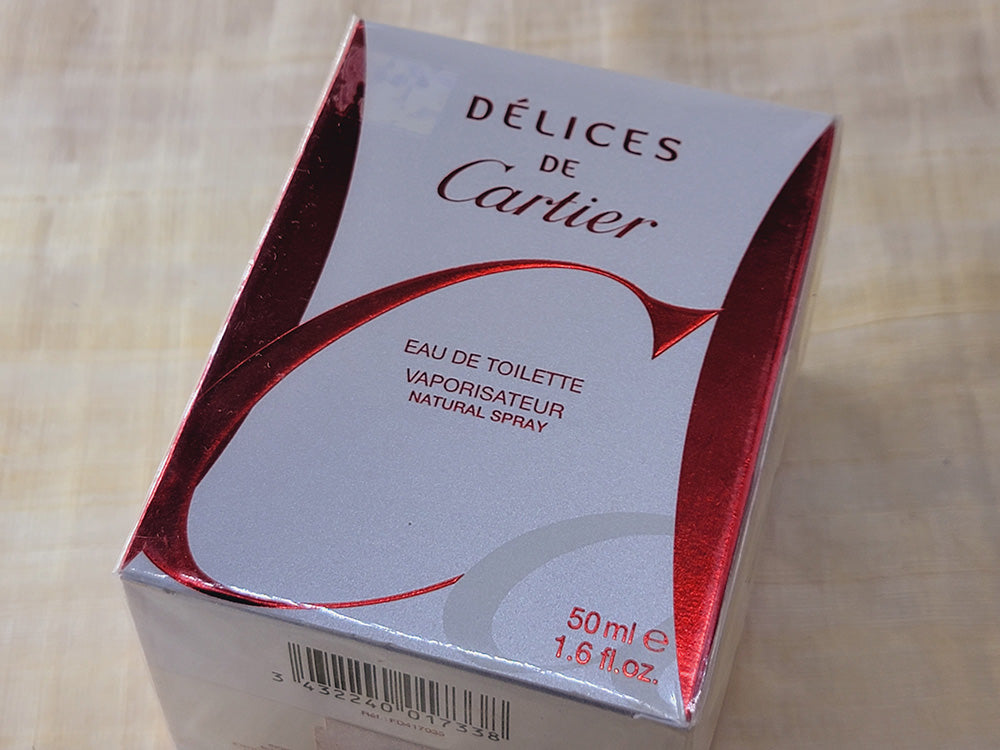 DÉLICES
DE
Cartier
EAU DE TOILETTE
VAPORISATEUR
NATURAL SPRAY
50 ml ℮
1.6 fl.oz.
3 432240 017338